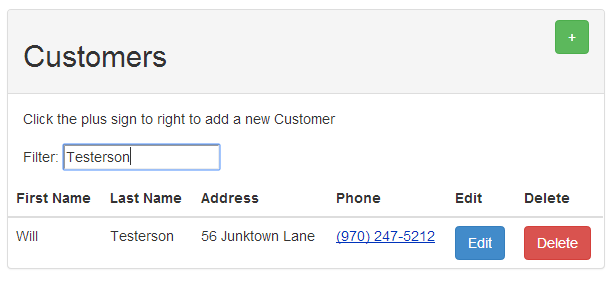 Customers
+
Click the plus sign to right to add a new Customer
Filter: Testerson
First Name Last Name Address Phone Edit Delete
Will Testerson 56 Junktown Lane (970) 247-5212 Edit Delete